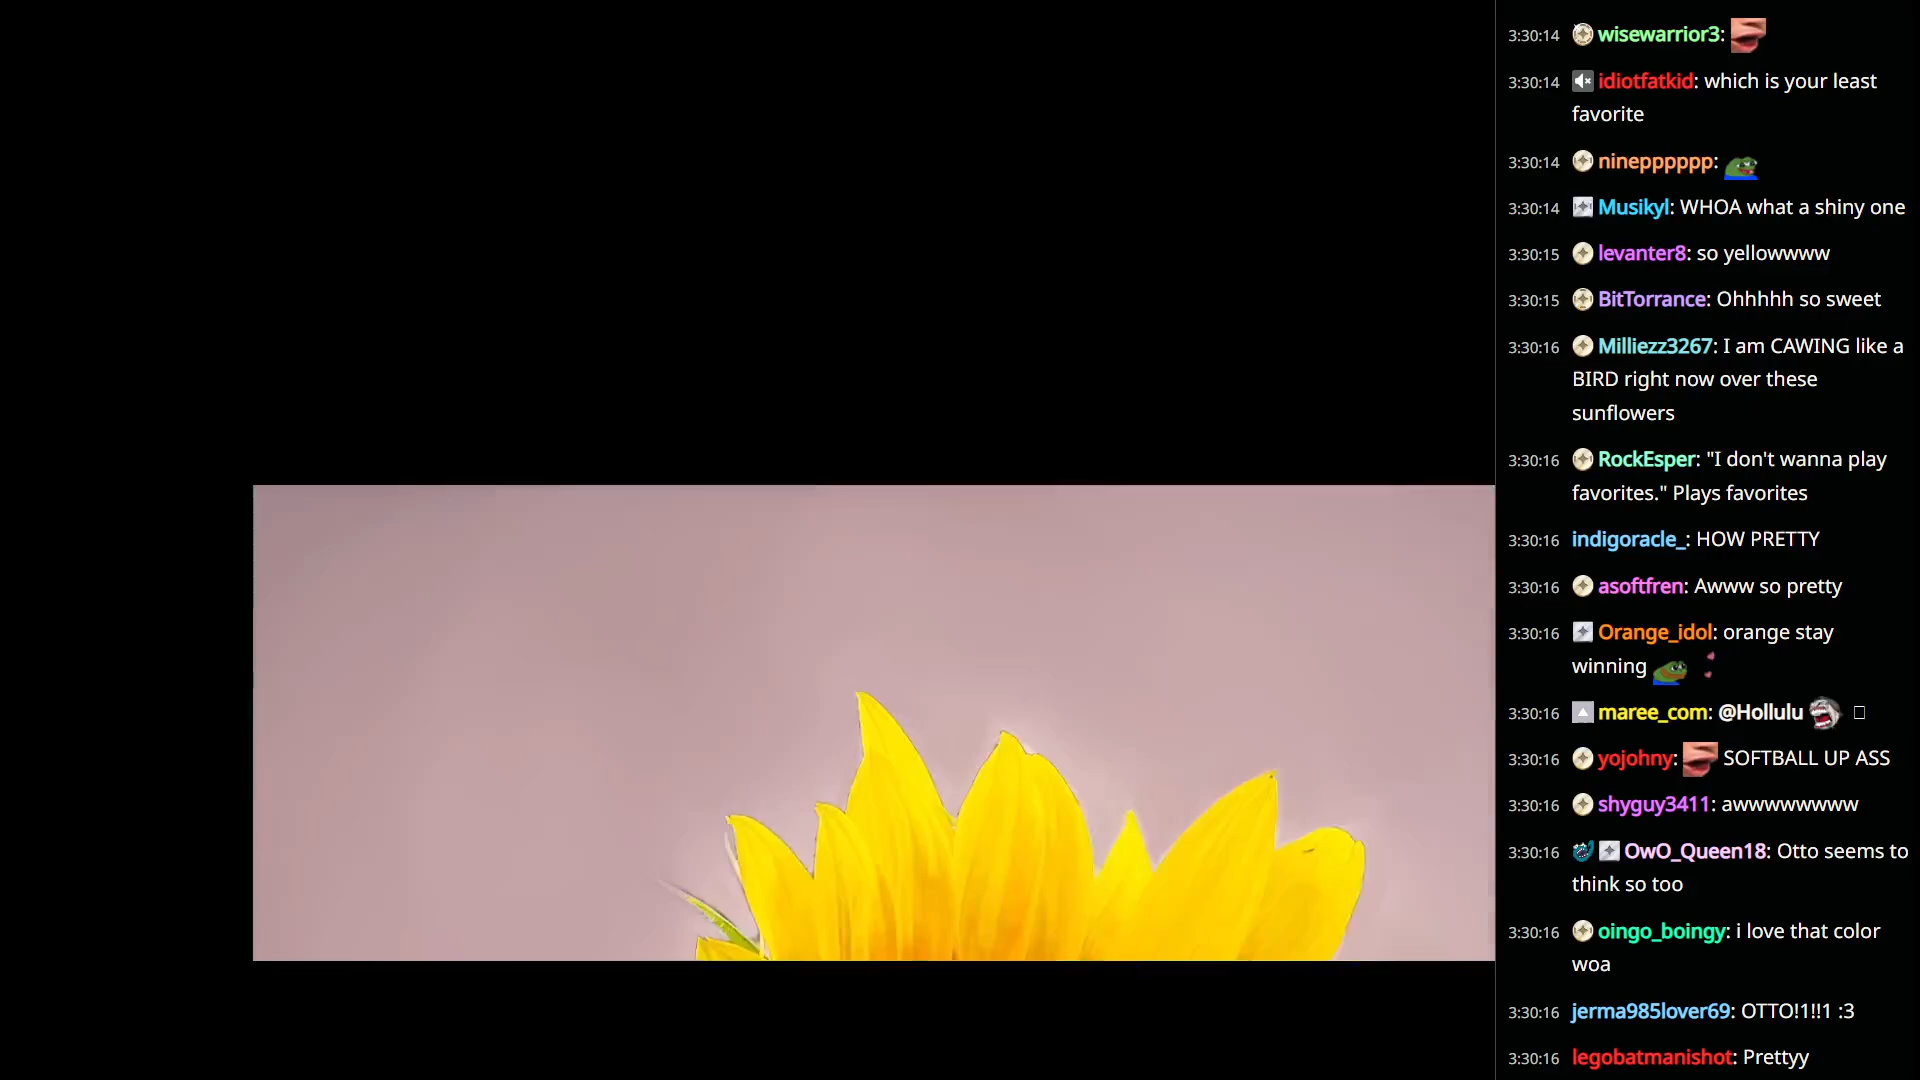 3:30:14 wisewarrior3:
3:30:14 idiotfatkid: which is your least
favorite
3:30:14 ninepppppp:
3:30:14 Musikyl: WHOA what a shiny one
3:30:15 levanter8: so yellowwww
3:30:15 BitTorrance: Ohhhhh so sweet
3:30:16 Milliezz3267: I am CAWING like a
BIRD right now over these
sunflowers
3:30:16 RockEsper: "I don't wanna play
favorites." Plays favorites
3:30:16 indigoracle_: HOW PRETTY
3:30:16 asoftfren: Awww so pretty
3:30:16 Orange_idol: orange stay
winning
3:30:16 maree_com: @Hollulu
3:30:16 yojohny: SOFTBALL UP ASS
3:30:16 shyguy3411: awwwwwwww
3:30:16 OwO_Queen18: Otto seems to
think so too
3:30:16 oingo_boingy: i love that color
woa
3:30:16 jerma985lover69: OTTO!1!!1 :3
3:30:16 legobatmanishot: Prettyy